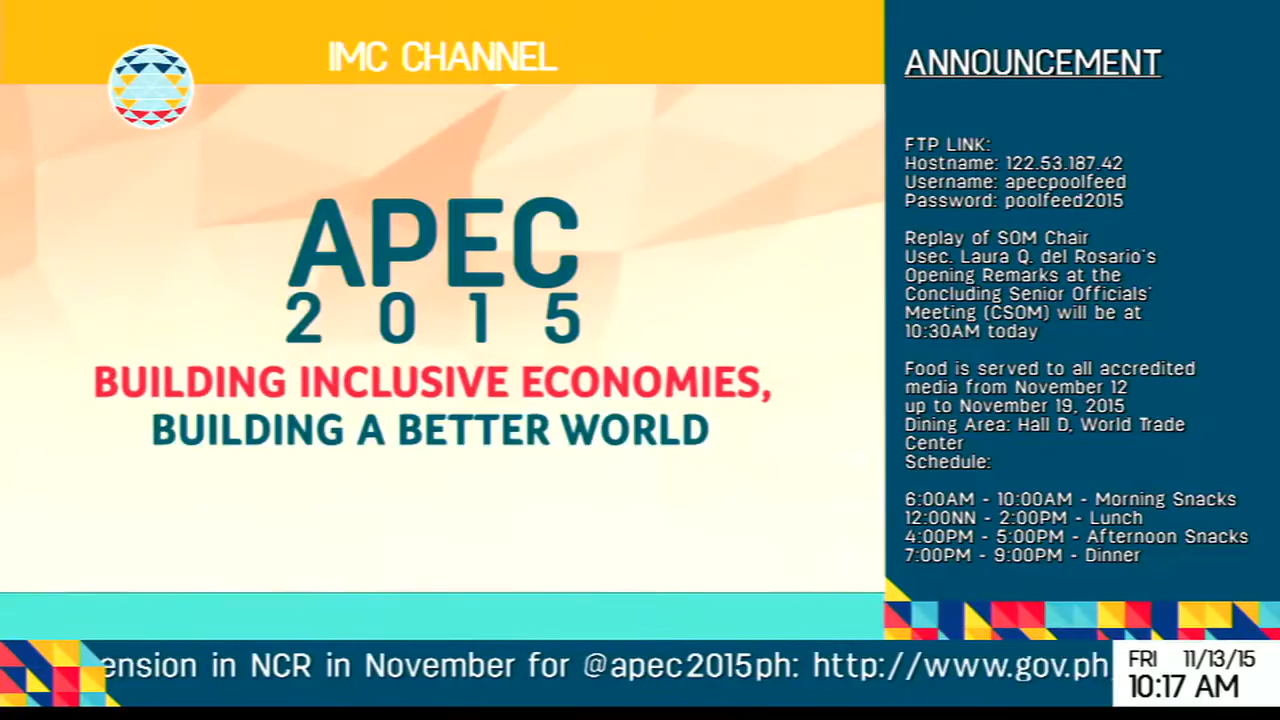 IMC CHANNEL
APEC
2015
BUILDING INCLUSIVE ECONOMIES,
BUILDING A BETTER WORLD
ANNOUNCEMENT
FTP LINK:
Hostname: 122.53.187.42
Username: apecpoolfeed
Password: poolfeed2015
Replay of SOM Chair
Usec. Laura Q. del Rosario's
Opening Remarks at the
Concluding Senior Officials'
Meeting (CSOM) will be at
10:30AM today
Food is served to all accredited
media from November 12
up to November 19, 2015
Dining Area: Hall D, World Trade
Center
Schedule:
6:00AM - 10:00AM - Morning Snacks
12:00NN - 2:00PM - Lunch
4:00PM - 5:00PM - Afternoon Snacks
7:00PM - 9:00PM - Dinner
ension in NCR in November for @apec2015ph: http://www.gov.ph
FRI 11/13/15
10:17 AM